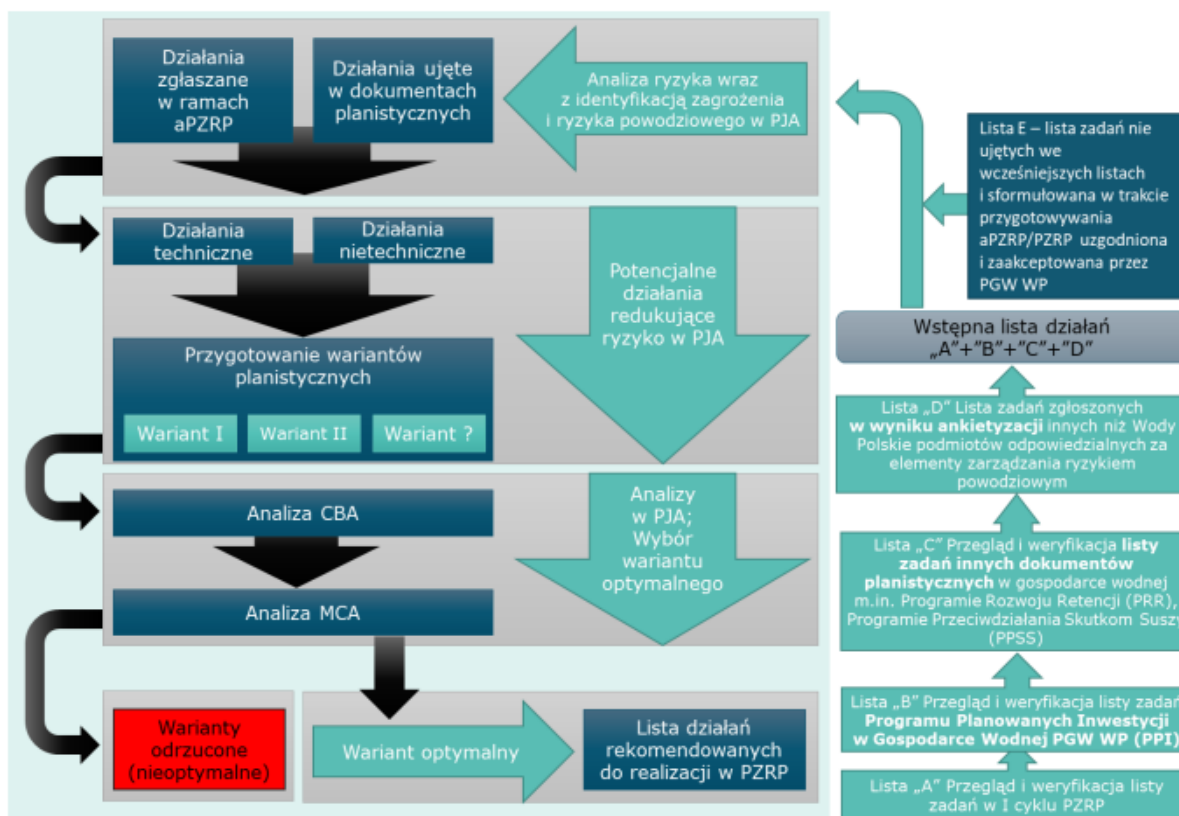 Działania
zgłaszane
w ramach
aPZRP
Działania ujęte
w dokumentach
planistycznych
Analiza ryzyka wraz
z identyfikacją zagrożenia
i ryzyka powodziowego w PJA
Działania
techniczne
Działania
nietechniczne
Potencjalne
działania
redukujące
ryzyko w PJA
Przygotowanie wariantów
planistycznych
Wariant I
Wariant II
Wariant ?
Analiza CBA
Analiza MCA
Analizy
w PJA;
Wybór
wariantu
optymalnego
Warianty
odrzucone
(nieoptymalne)
Wariant optymalny
Lista działań
rekomendowanych
do realizacji w PZRP
Lista E – lista zadań nie
ujętych we
wcześniejszych listach
i sformułowana w trakcie
przygotowywania
aPZRP/PZRP uzgodniona
i zaakceptowana przez
PGW WP
Wstępna lista działań
„A”+”B”+”C”+”D”
Lista „D” Lista zadań zgłoszonych
w wyniku ankietyzacji innych niż Wody
Polskie podmiotów odpowiedzialnych za
elementy zarządzania ryzykiem
powodziowym
Lista „C” Przegląd i weryfikacja listy
zadań innych dokumentów
planistycznych w gospodarce wodnej
m.in. Programie Rozwoju Retencji (PRR),
Programie Przeciwdziałania Skutkom Suszy
(PPSS)
Lista „B” Przegląd i weryfikacja listy zadań
Programu Planowanych Inwestycji
w Gospodarce Wodnej PGW WP (PPI)
Lista „A” Przegląd i weryfikacja listy
zadań w I cyklu PZRP